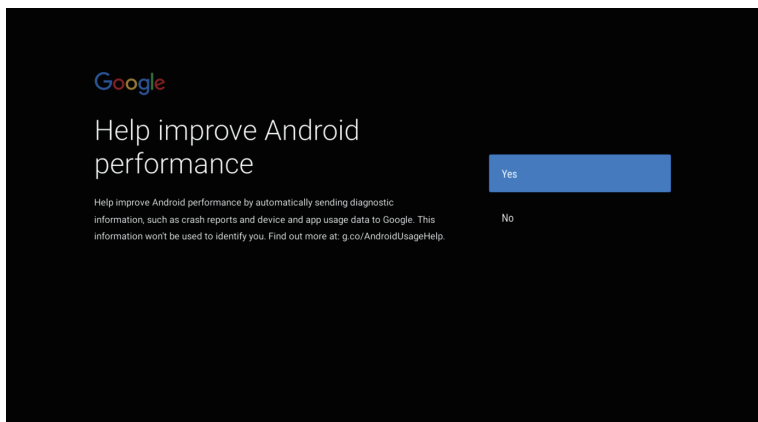 Google
Help improve Android
performance
Help improve Android performance by automatically sending diagnostic
information, such as crash reports and device and app usage data to Google. This
information won't be used to identify you. Find out more at: g.co/AndroidUsageHelp.
Yes
No